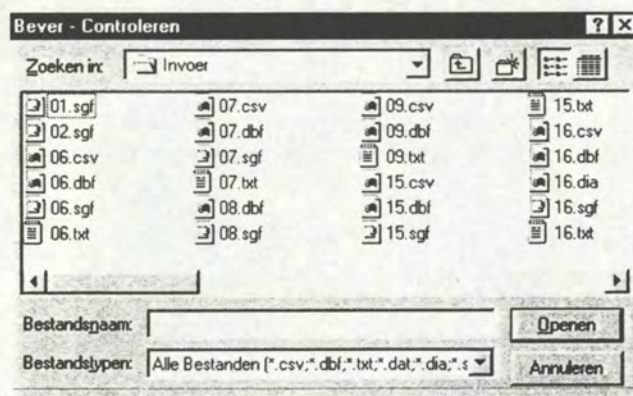 Bever - Controleren
Zoeken in: Invoer
01.sgf 07.csv 09.csv 15.txt
02.sgf 07.dbf 09.dbf 16.csv
06.csv 07.sgf 09.txt 16.dbf
06.dbf 07.txt 15.csv 16.dia
06.sgf 08.dbf 15.dbf 16.sgf
06.txt 08.sgf 15.sgf 16.txt
Bestandsnaam: Openen
Bestandstypen: Alle Bestanden (*.csv;*.dbf;*.txt;*.dat;*.dia;*.s Annuleren